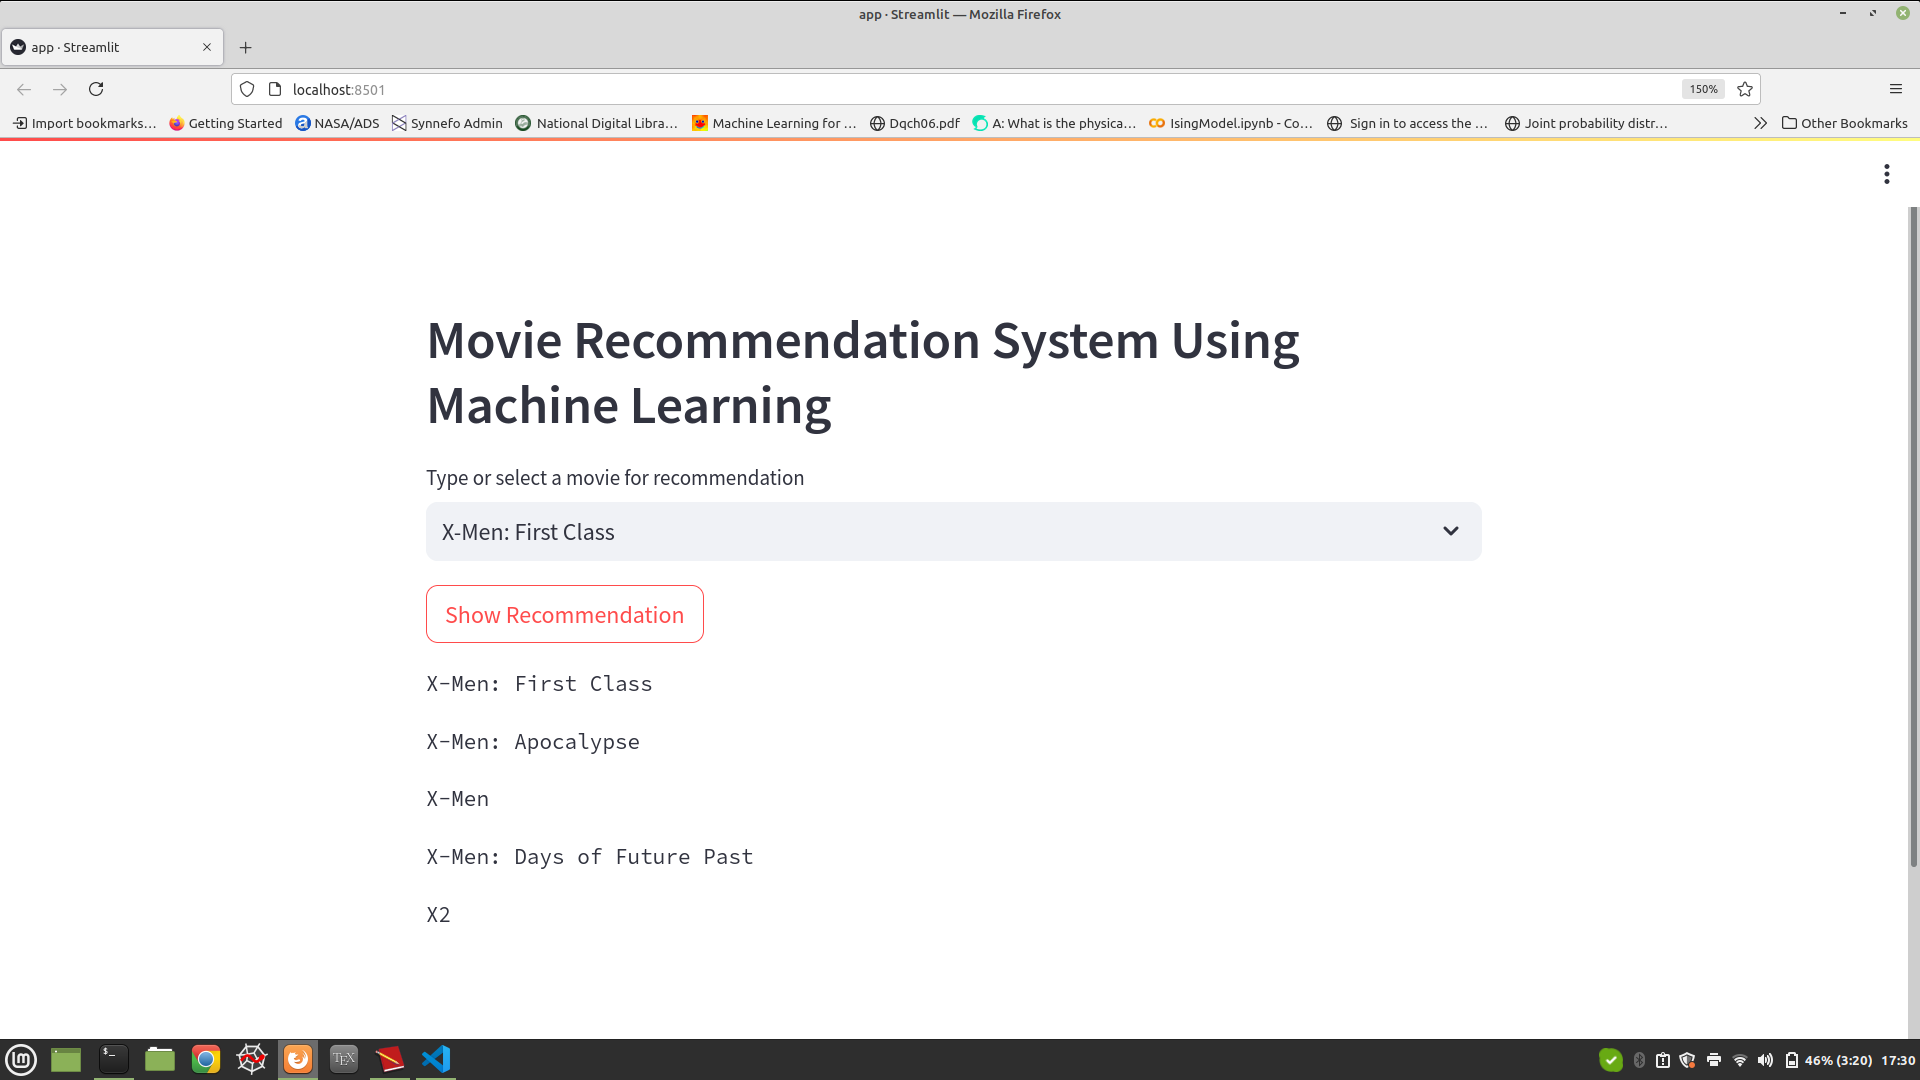 app · Streamlit — Mozilla Firefox
app · Streamlit
localhost:8501
150%
Import bookmarks...
Getting Started
NASA/ADS
Synnefo Admin
National Digital Libra...
Machine Learning for ...
Dqch06.pdf
A: What is the physica...
IsingModel.ipynb - Co...
Sign in to access the ...
Joint probability distr...
Other Bookmarks
Movie Recommendation System Using
Machine Learning
Type or select a movie for recommendation
X-Men: First Class
Show Recommendation
X-Men: First Class
X-Men: Apocalypse
X-Men
X-Men: Days of Future Past
X2
TEX
46% (3:20) 17:30